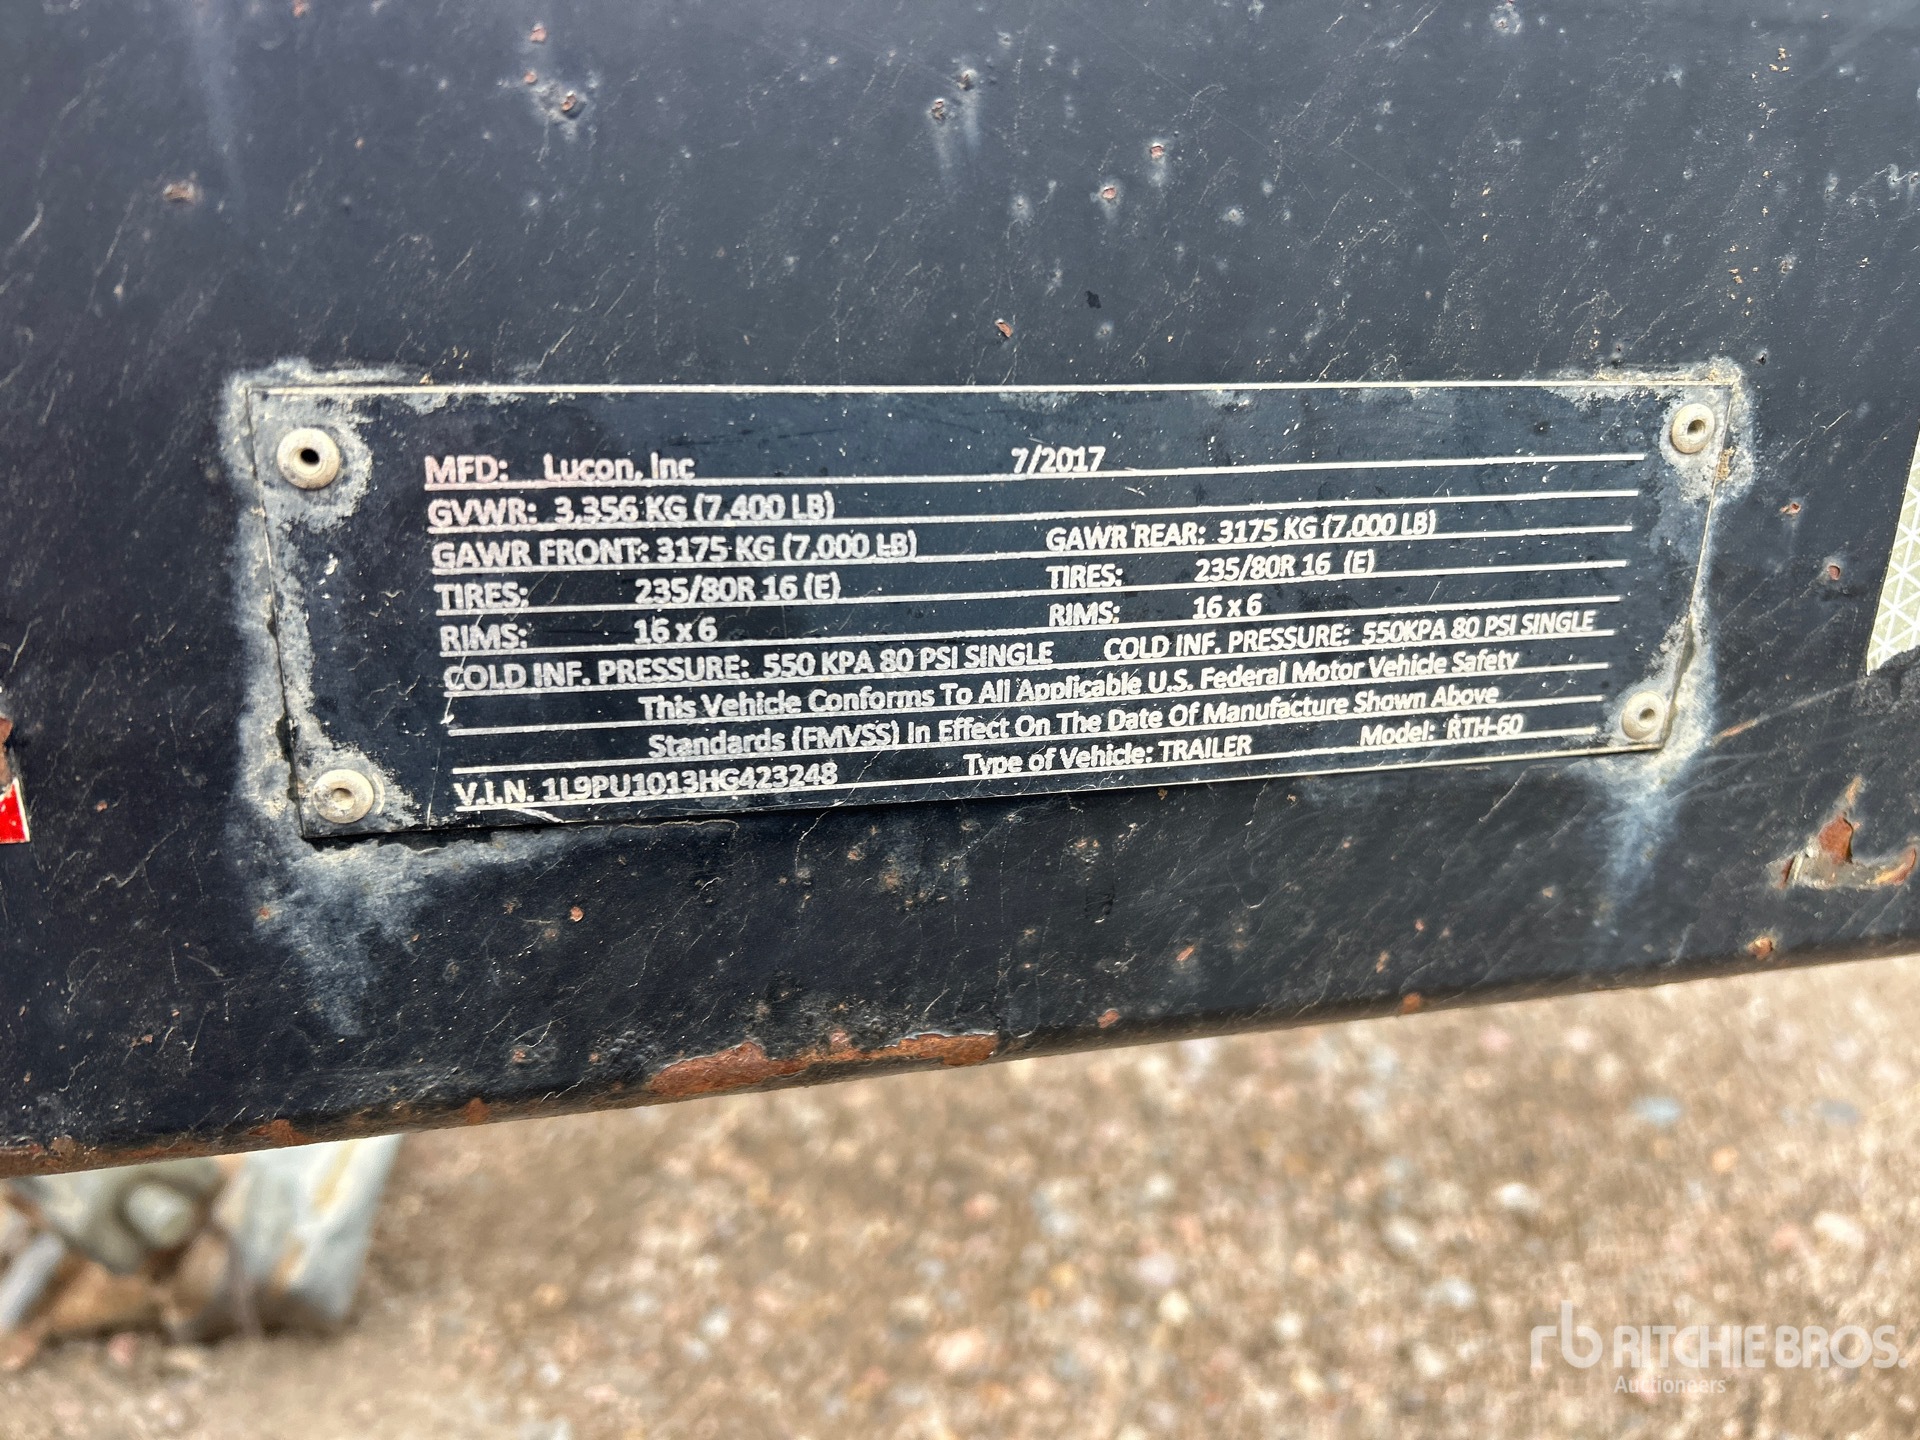 MFD: Lucon, Inc 7/2017
GVWR: 3,356 KG (7,400 LB)
GAWR FRONT: 3175 KG (7,000 LB) GAWR REAR: 3175 KG (7,000 LB)
TIRES: 235/80R 16 (E) TIRES: 235/80R 16 (E)
RIMS: 16 x 6 RIMS: 16 x 6
COLD INF. PRESSURE: 550 KPA 80 PSI SINGLE COLD INF. PRESSURE: 550KPA 80 PSI SINGLE
This Vehicle Conforms To All Applicable U.S. Federal Motor Vehicle Safety
Standards (FMVSS) In Effect On The Date Of Manufacture Shown Above
V.I.N. 1L9PU1013HG423248 Type of Vehicle: TRAILER Model: RTH-60
rb RITCHIE BROS.
Auctioneers